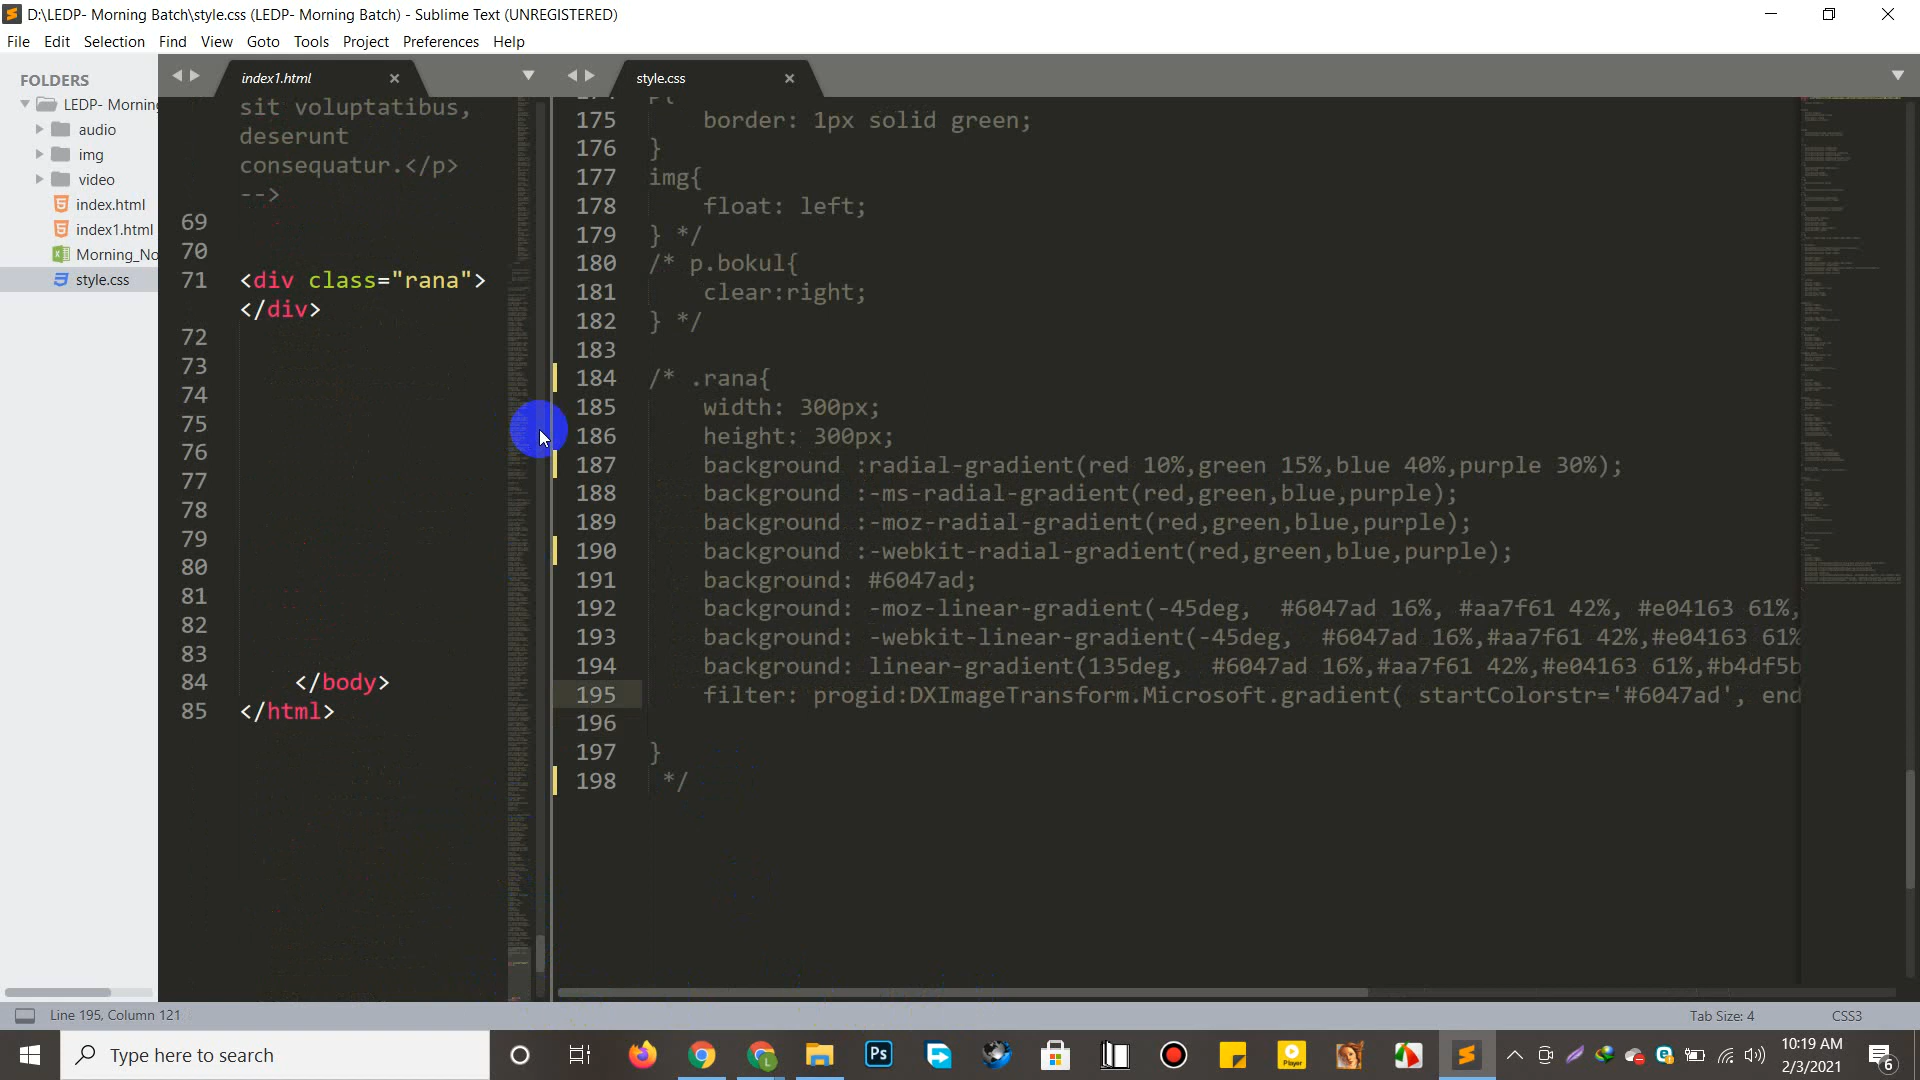 D:\LEDP- Morning Batch\style.css (LEDP- Morning Batch) - Sublime Text (UNREGISTERED)
File Edit Selection Find View Goto Tools Project Preferences Help
FOLDERS
LEDP- Mornin
audio
img
video
index.html
index1.html
Morning_No
style.css
index1.html
sit voluptatibus,
deserunt
consequatur.</p>
-->
69
70
71 <div class="rana">
</div>
72
73
74
75
76
77
78
79
80
81
82
83
84 </body>
85 </html>
style.css
175 border: 1px solid green;
176 }
177 img{
178 float: left;
179 } */
180 /* p.bokul{
181 clear:right;
182 } */
183
184 /* .rana{
185 width: 300px;
186 height: 300px;
187 background :radial-gradient(red 10%,green 15%,blue 40%,purple 30%);
188 background :-ms-radial-gradient(red,green,blue,purple);
189 background :-moz-radial-gradient(red,green,blue,purple);
190 background :-webkit-radial-gradient(red,green,blue,purple);
191 background: #6047ad;
192 background: -moz-linear-gradient(-45deg, #6047ad 16%, #aa7f61 42%, #e04163 61%,
193 background: -webkit-linear-gradient(-45deg, #6047ad 16%,#aa7f61 42%,#e04163 61%
194 background: linear-gradient(135deg, #6047ad 16%,#aa7f61 42%,#e04163 61%,#b4df5b
195 filter: progid:DXImageTransform.Microsoft.gradient( startColorstr='#6047ad', end
196
197 }
198 */
Line 195, Column 121
Tab Size: 4
CSS3
Type here to search
Ps
Player
10:19 AM
2/3/2021
6